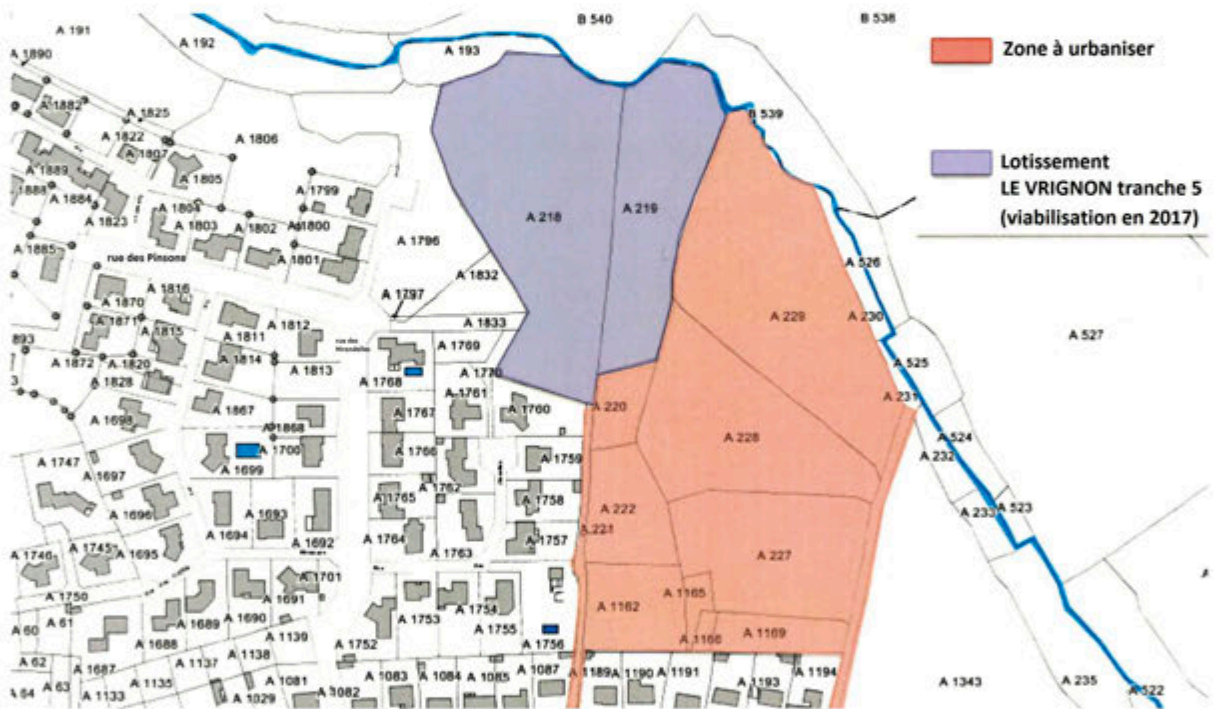 A 191
A 192
A 193
B 540
B 538
Zone à urbaniser
A 1890
A 1882
A 1825
A 1822
A 1807
A 1806
B 539
A 1889
A 1805
A 1799
Lotissement
LE VRIGNON tranche 5
(viabilisation en 2017)
A 1888
A 1884
A 1823
A 1804
A 1803
A 1802
A 1800
A 218
A 219
A 1885
A 1801
A 1796
rue des Pinsons
A 1832
A 526
A 1816
A 1797
A 1870
A 1871
A 1815
A 1811
A 1812
A 1833
A 229
A 230
A 527
893
rue des
Hirondelles
A 1769
A 1872
A 1820
A 1814
A 1813
A 1828
A 1768
A 1770
A 525
A 1867
A 1761
A 1760
A 220
A 231
A 1698
A 1868
A 1767
A 228
A 524
A 1747
A 1697
A 1699
A 1700
A 1766
A 1759
A 232
A 1696
A 1765
A 1762
A 1758
A 222
A 523
A 233
A 1693
A 1694
A 1692
A 1764
A 1763
A 1757
A 221
A 227
A 1746
A 1745
A 1695
A 1701
A 1750
A 1691
A 1753
A 1754
A 1755
A 1162
A 1165
A 60
A 61
A 1689
A 1690
A 1688
A 1139
A 1752
A 1756
A 1166
A 1169
A 62
A 1687
A 1137
A 1138
A 63
A 64
A 1133
A 1135
A 1029
A 1081
A 1082
A 1083
A 1084
A 1085
A 1087
A 1189
A 1190
A 1191
A 1193
A 1194
A 1343
A 235
A 522